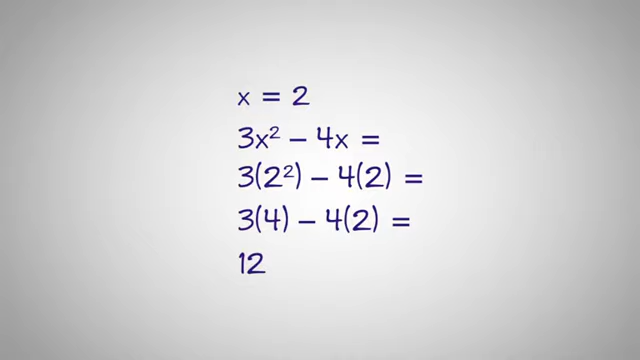 x = 2
3x² – 4x =
3(2²) – 4(2) =
3(4) – 4(2) =
12